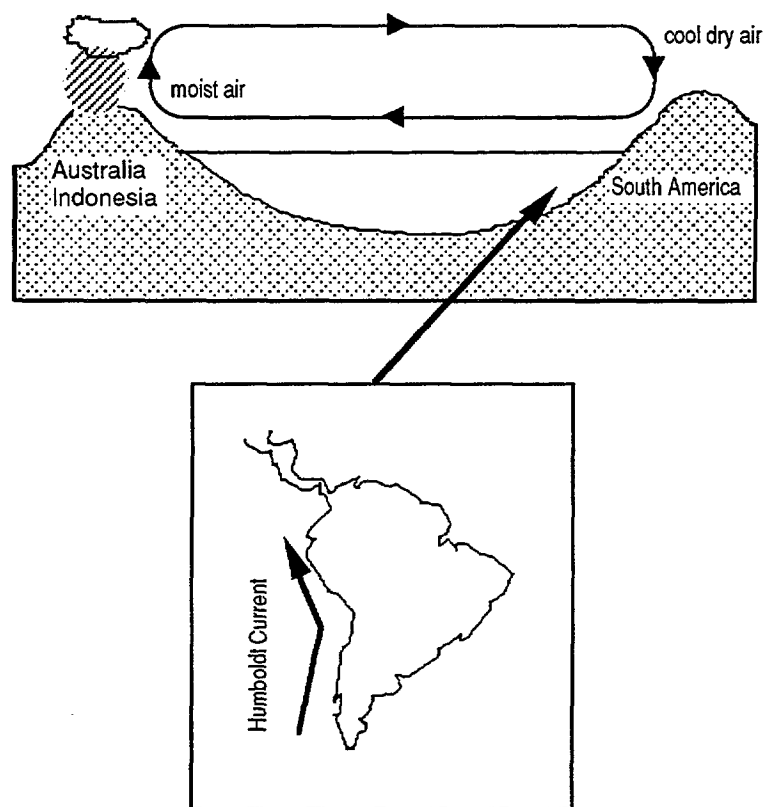 cool dry air
moist air
Australia
Indonesia
South America
Humboldt Current